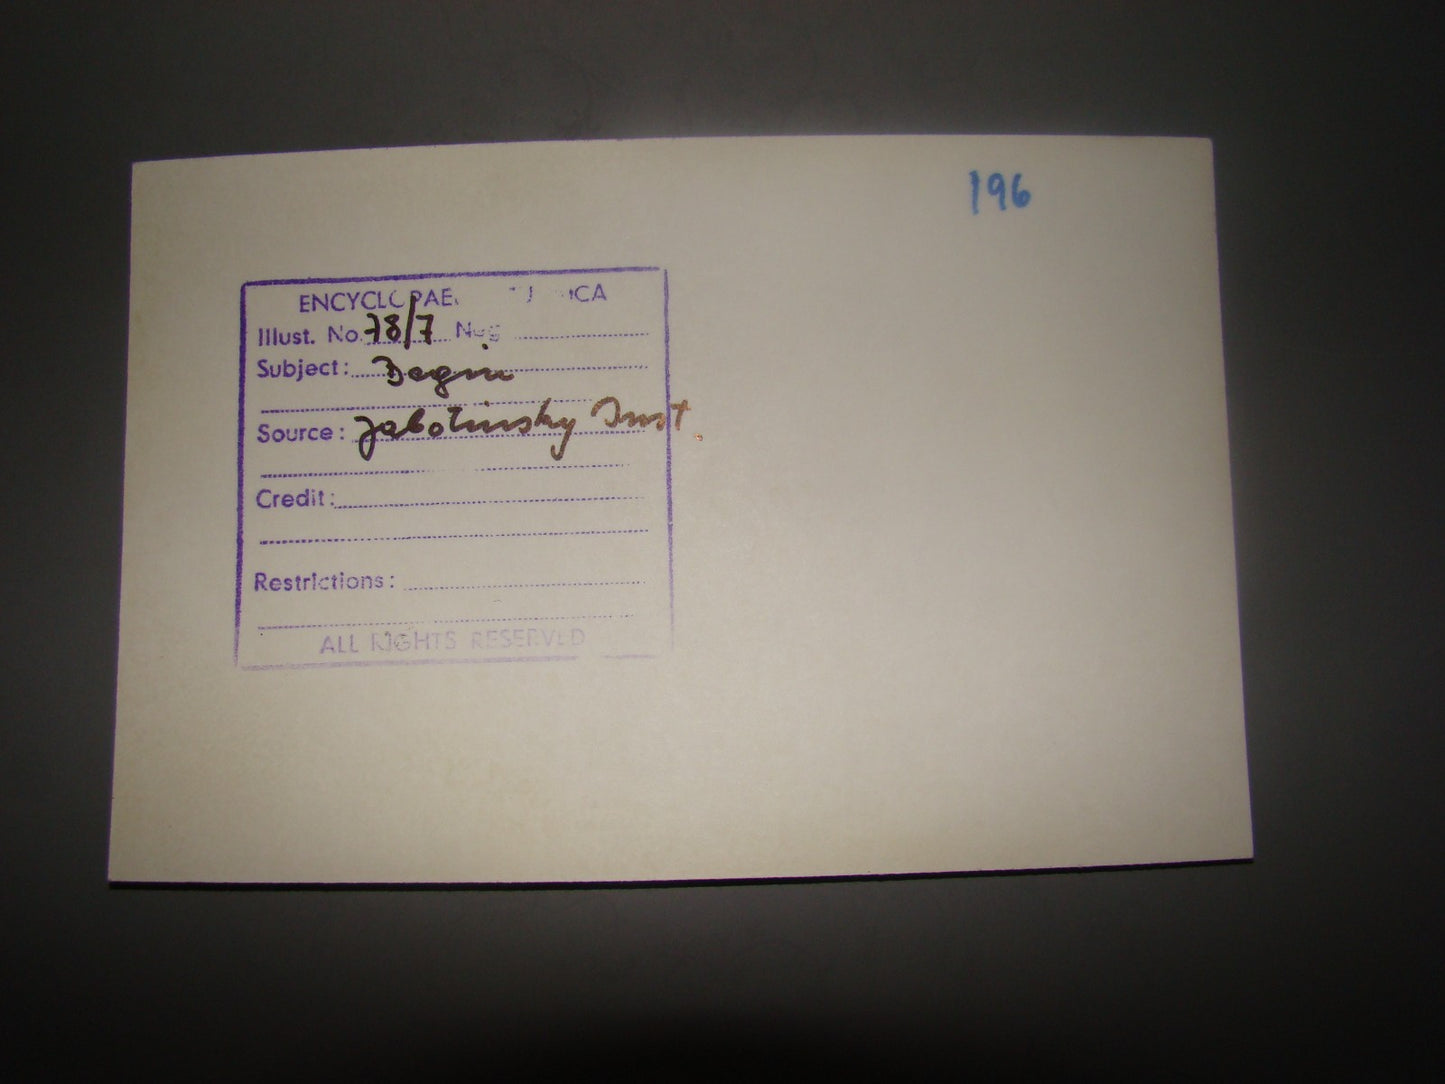 196
ENCYCLOPAE
Illust. No. 78/7 Neg
Subject: Begin
Source: Jabotinsky Inst.
Credit:
Restrictions:
ALL RIGHTS RESERVED